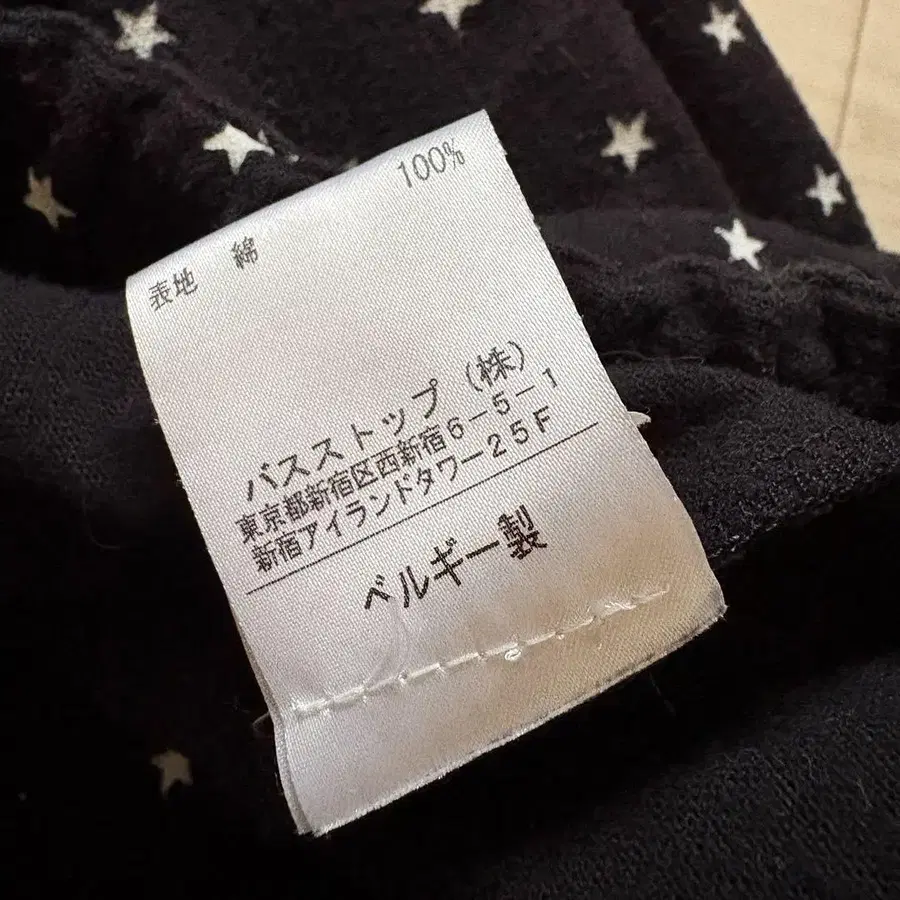 表地 綿 100%
バスストップ(株)
東京都新宿区西新宿6-5-1
新宿アイランドタワー25F
ベルギー製